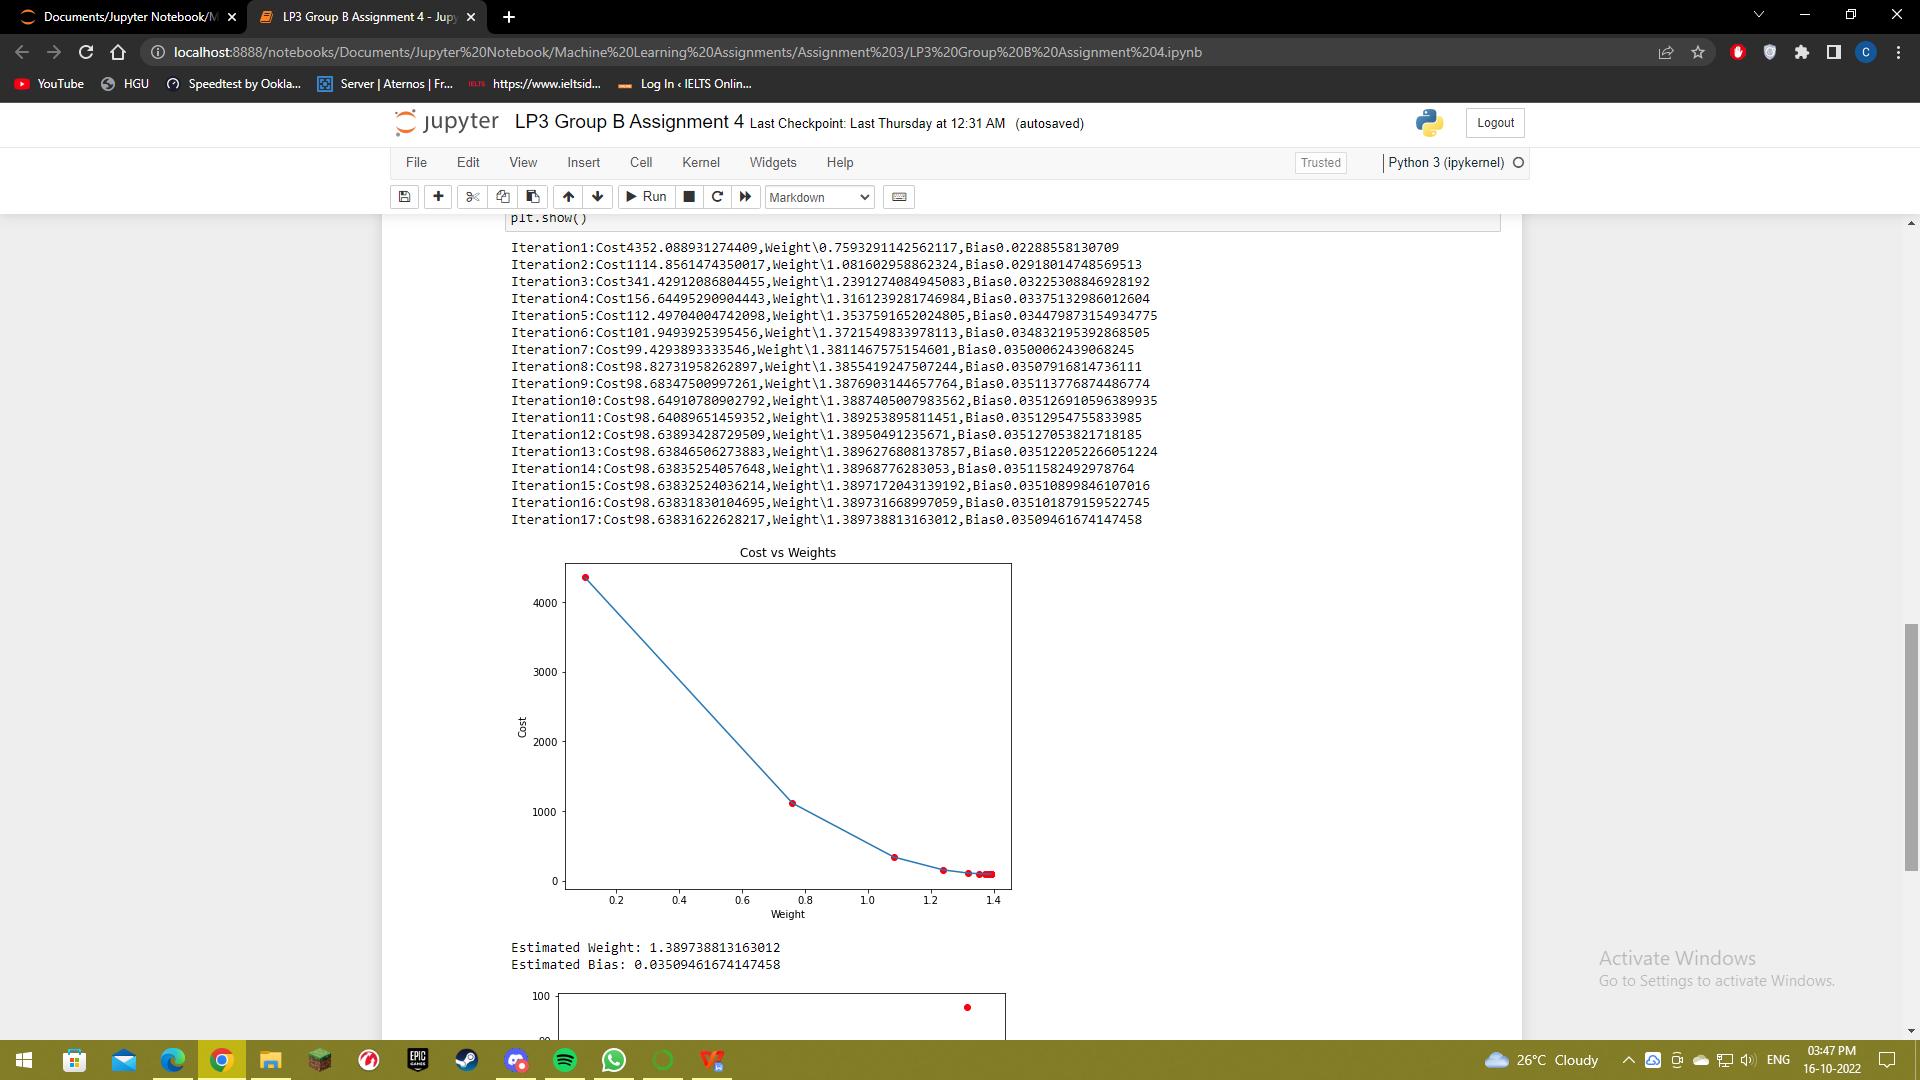 Documents/Jupyter Notebook/M
LP3 Group B Assignment 4 - Jupy
localhost:8888/notebooks/Documents/Jupyter%20Notebook/Machine%20Learning%20Assignments/Assignment%203/LP3%20Group%20B%20Assignment%204.ipynb
C
YouTube
HGU
Speedtest by Ookla...
Server | Aternos | Fr...
IELTS
https://www.ieltsid...
Log In ‹ IELTS Onlin...
jupyter LP3 Group B Assignment 4 Last Checkpoint: Last Thursday at 12:31 AM (autosaved)
Logout
File Edit View Insert Cell Kernel Widgets Help
Trusted
Python 3 (ipykernel)
Run
Markdown
plt.show()
Iteration1:Cost4352.088931274409,Weight\0.7593291142562117,Bias0.02288558130709
Iteration2:Cost1114.8561474350017,Weight\1.081602958862324,Bias0.02918014748569513
Iteration3:Cost341.42912086804455,Weight\1.2391274084945083,Bias0.03225308846928192
Iteration4:Cost156.64495290904443,Weight\1.3161239281746984,Bias0.03375132986012604
Iteration5:Cost112.49704004742098,Weight\1.3537591652024805,Bias0.034479873154934775
Iteration6:Cost101.9493925395456,Weight\1.3721549833978113,Bias0.034832195392868505
Iteration7:Cost99.4293893333546,Weight\1.3811467575154601,Bias0.03500062439068245
Iteration8:Cost98.82731958262897,Weight\1.3855419247507244,Bias0.03507916814736111
Iteration9:Cost98.68347500997261,Weight\1.3876903144657764,Bias0.035113776874486774
Iteration10:Cost98.64910780902792,Weight\1.3887405007983562,Bias0.035126910596389935
Iteration11:Cost98.64089651459352,Weight\1.389253895811451,Bias0.03512954755833985
Iteration12:Cost98.63893428729509,Weight\1.38950491235671,Bias0.035127053821718185
Iteration13:Cost98.63846506273883,Weight\1.3896276808137857,Bias0.035122052266051224
Iteration14:Cost98.63835254057648,Weight\1.38968776283053,Bias0.03511582492978764
Iteration15:Cost98.63832524036214,Weight\1.3897172043139192,Bias0.03510899846107016
Iteration16:Cost98.63831830104695,Weight\1.389731668997059,Bias0.035101879159522745
Iteration17:Cost98.63831622628217,Weight\1.389738813163012,Bias0.03509461674147458
Cost vs Weights
4000
3000
2000
1000
0
Cost
0.2 0.4 0.6 0.8 1.0 1.2 1.4
Weight
Estimated Weight: 1.389738813163012
Estimated Bias: 0.03509461674147458
100
Activate Windows
Go to Settings to activate Windows.
EPIC GAMES
26°C Cloudy
ENG
03:47 PM
16-10-2022